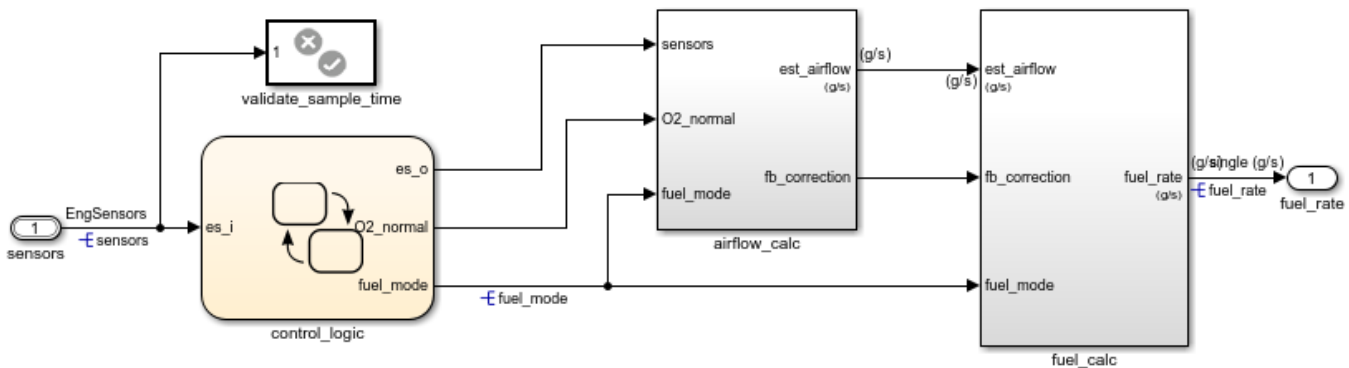 1
validate_sample_time
1
sensors
EngSensors
sensors
es_i
es_o
O2_normal
fuel_mode
control_logic
fuel_mode
sensors
O2_normal
fuel_mode
est_airflow
(g/s)
fb_correction
airflow_calc
(g/s)
(g/s)
est_airflow
(g/s)
fb_correction
fuel_mode
fuel_rate
(g/s)
fuel_calc
(g/s)
single (g/s)
fuel_rate
1
fuel_rate